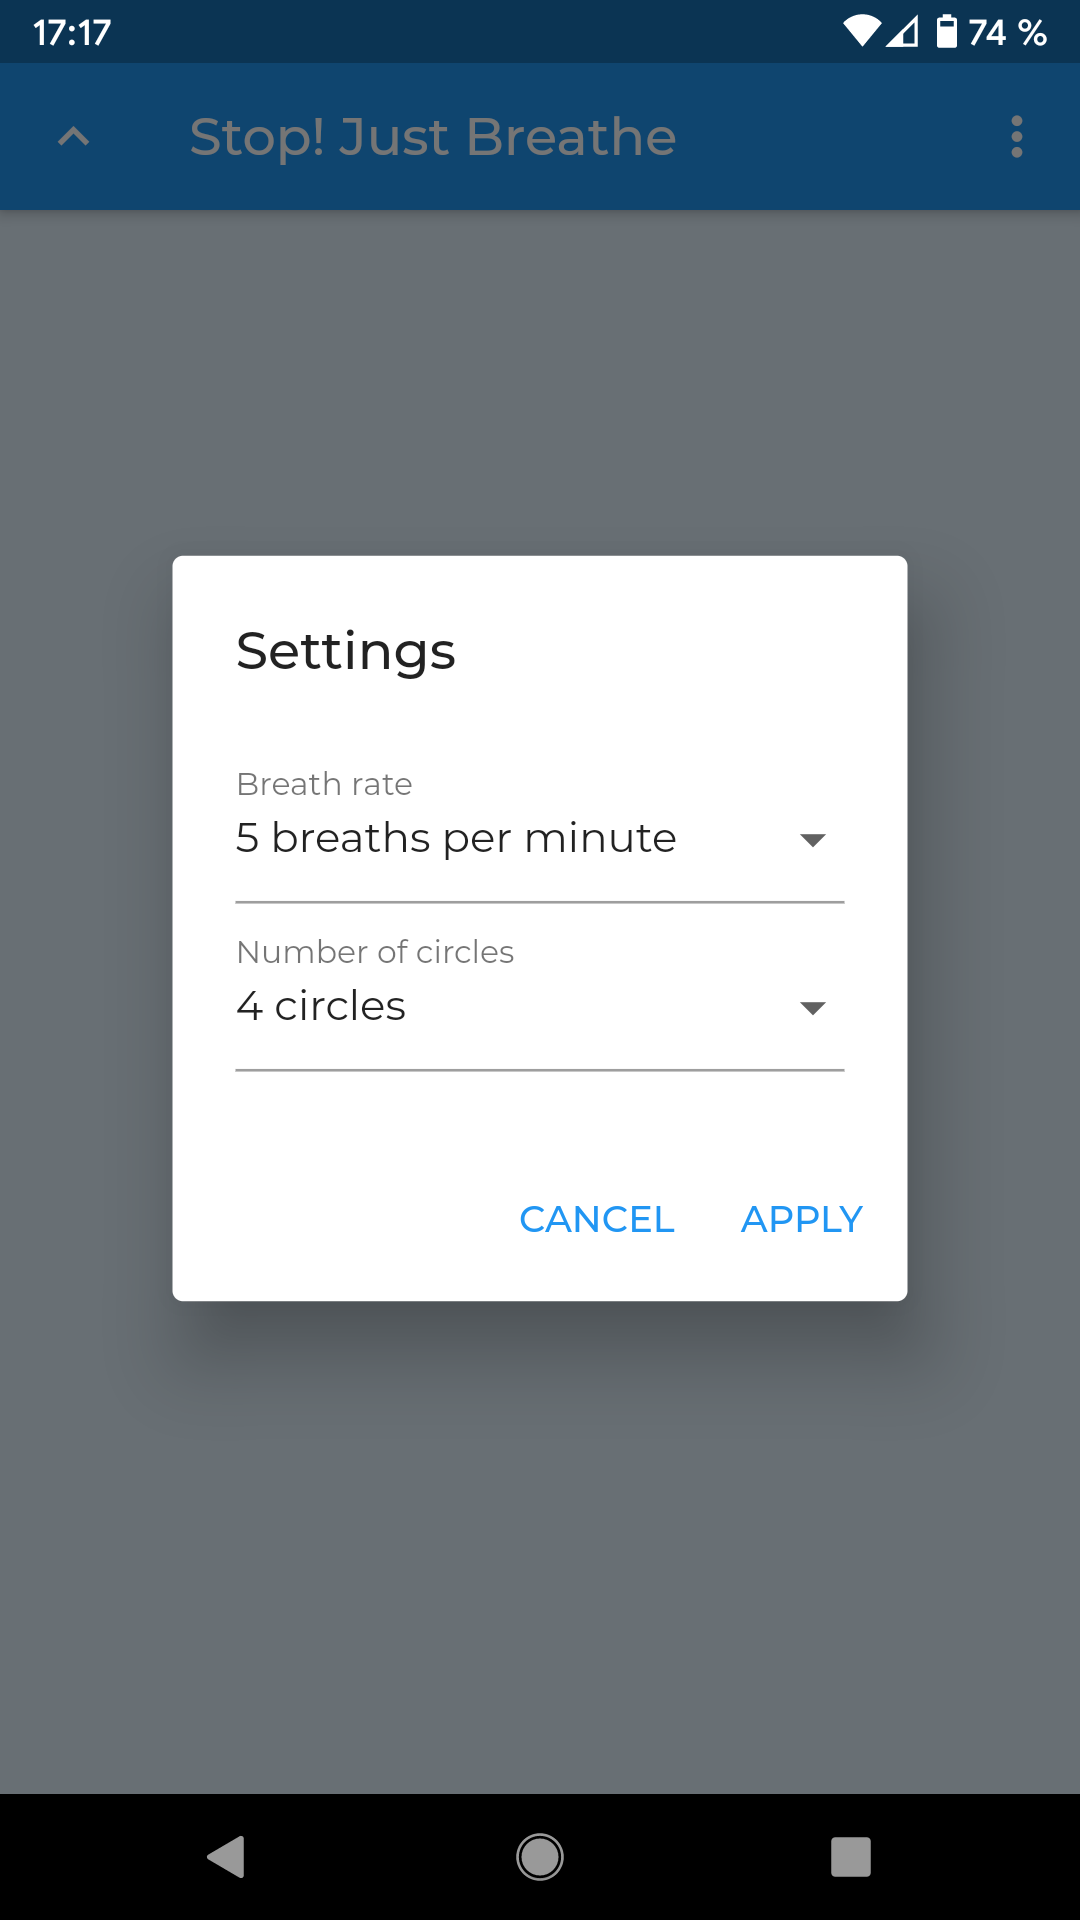 17:17
74 %
Stop! Just Breathe
Settings
Breath rate
5 breaths per minute
Number of circles
4 circles
CANCEL
APPLY